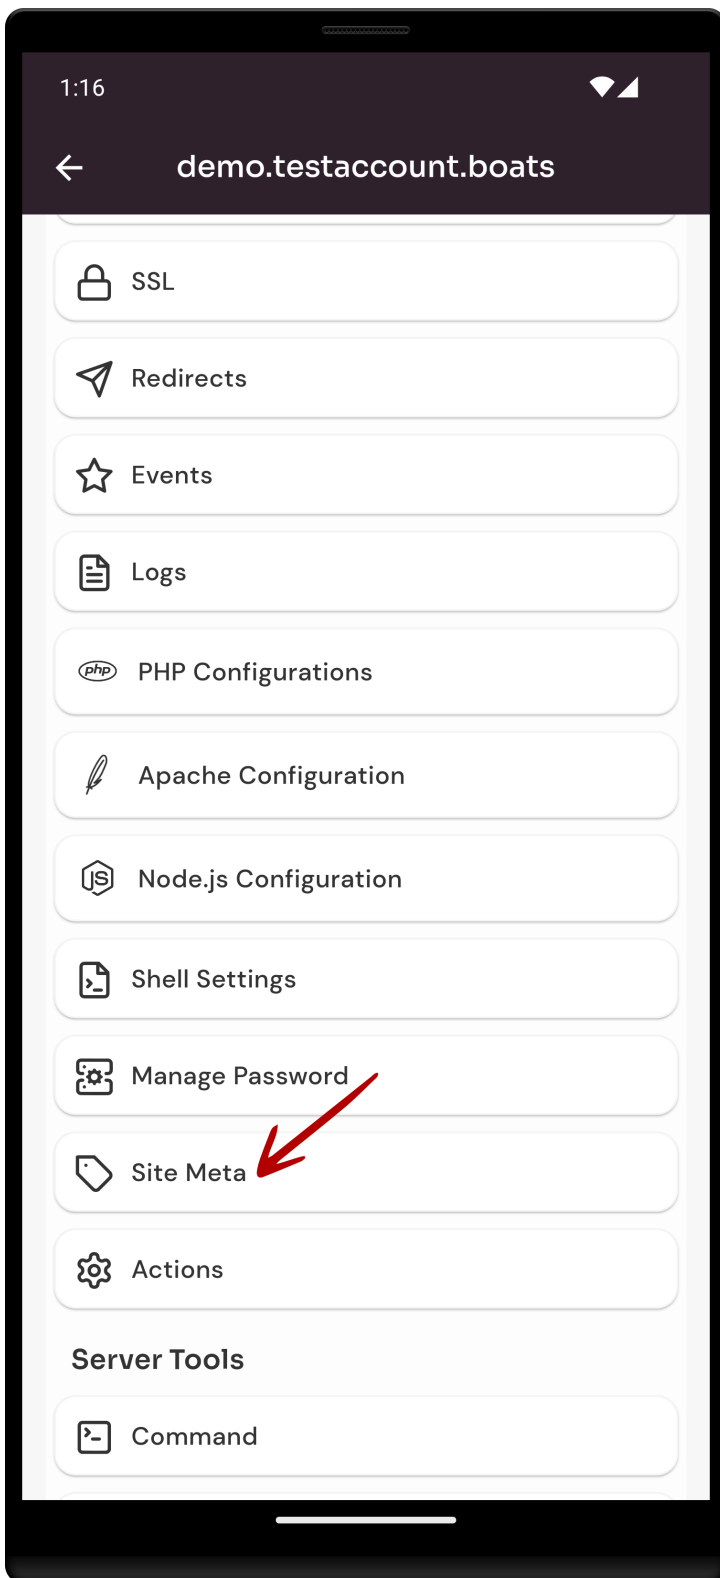 1:16
demo.testaccount.boats
SSL
Redirects
Events
Logs
php PHP Configurations
Apache Configuration
JS Node.js Configuration
Shell Settings
Manage Password
Site Meta
Actions
Server Tools
Command